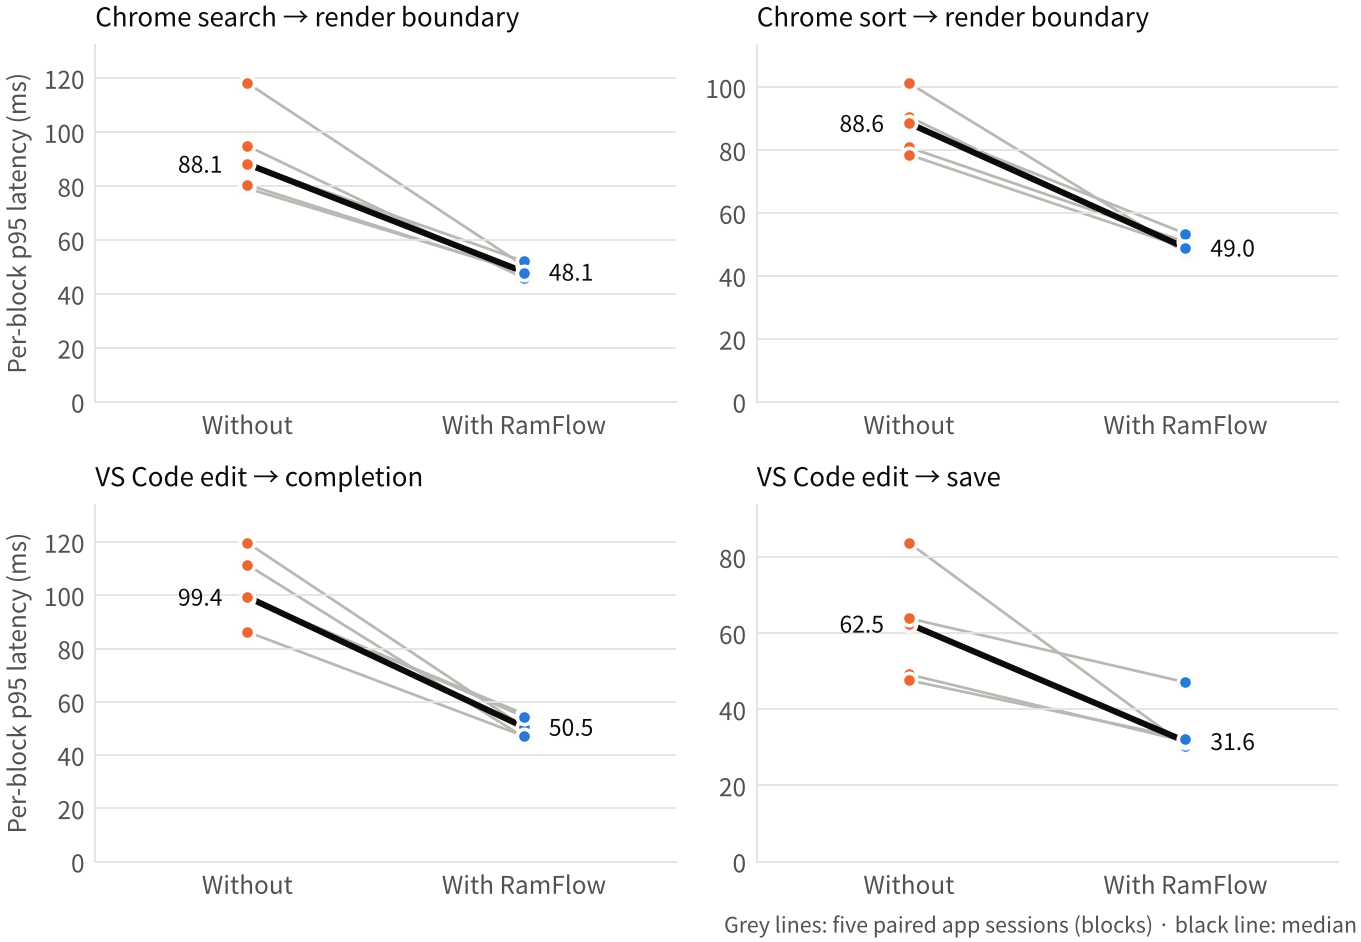 Chrome search → render boundary
Per-block p95 latency (ms)
120
100
80
60
40
20
0
88.1
48.1
Without
With RamFlow
Chrome sort → render boundary
100
80
60
40
20
0
88.6
49.0
Without
With RamFlow
VS Code edit → completion
Per-block p95 latency (ms)
120
100
80
60
40
20
0
99.4
50.5
Without
With RamFlow
VS Code edit → save
80
60
40
20
0
62.5
31.6
Without
With RamFlow
Grey lines: five paired app sessions (blocks) · black line: median